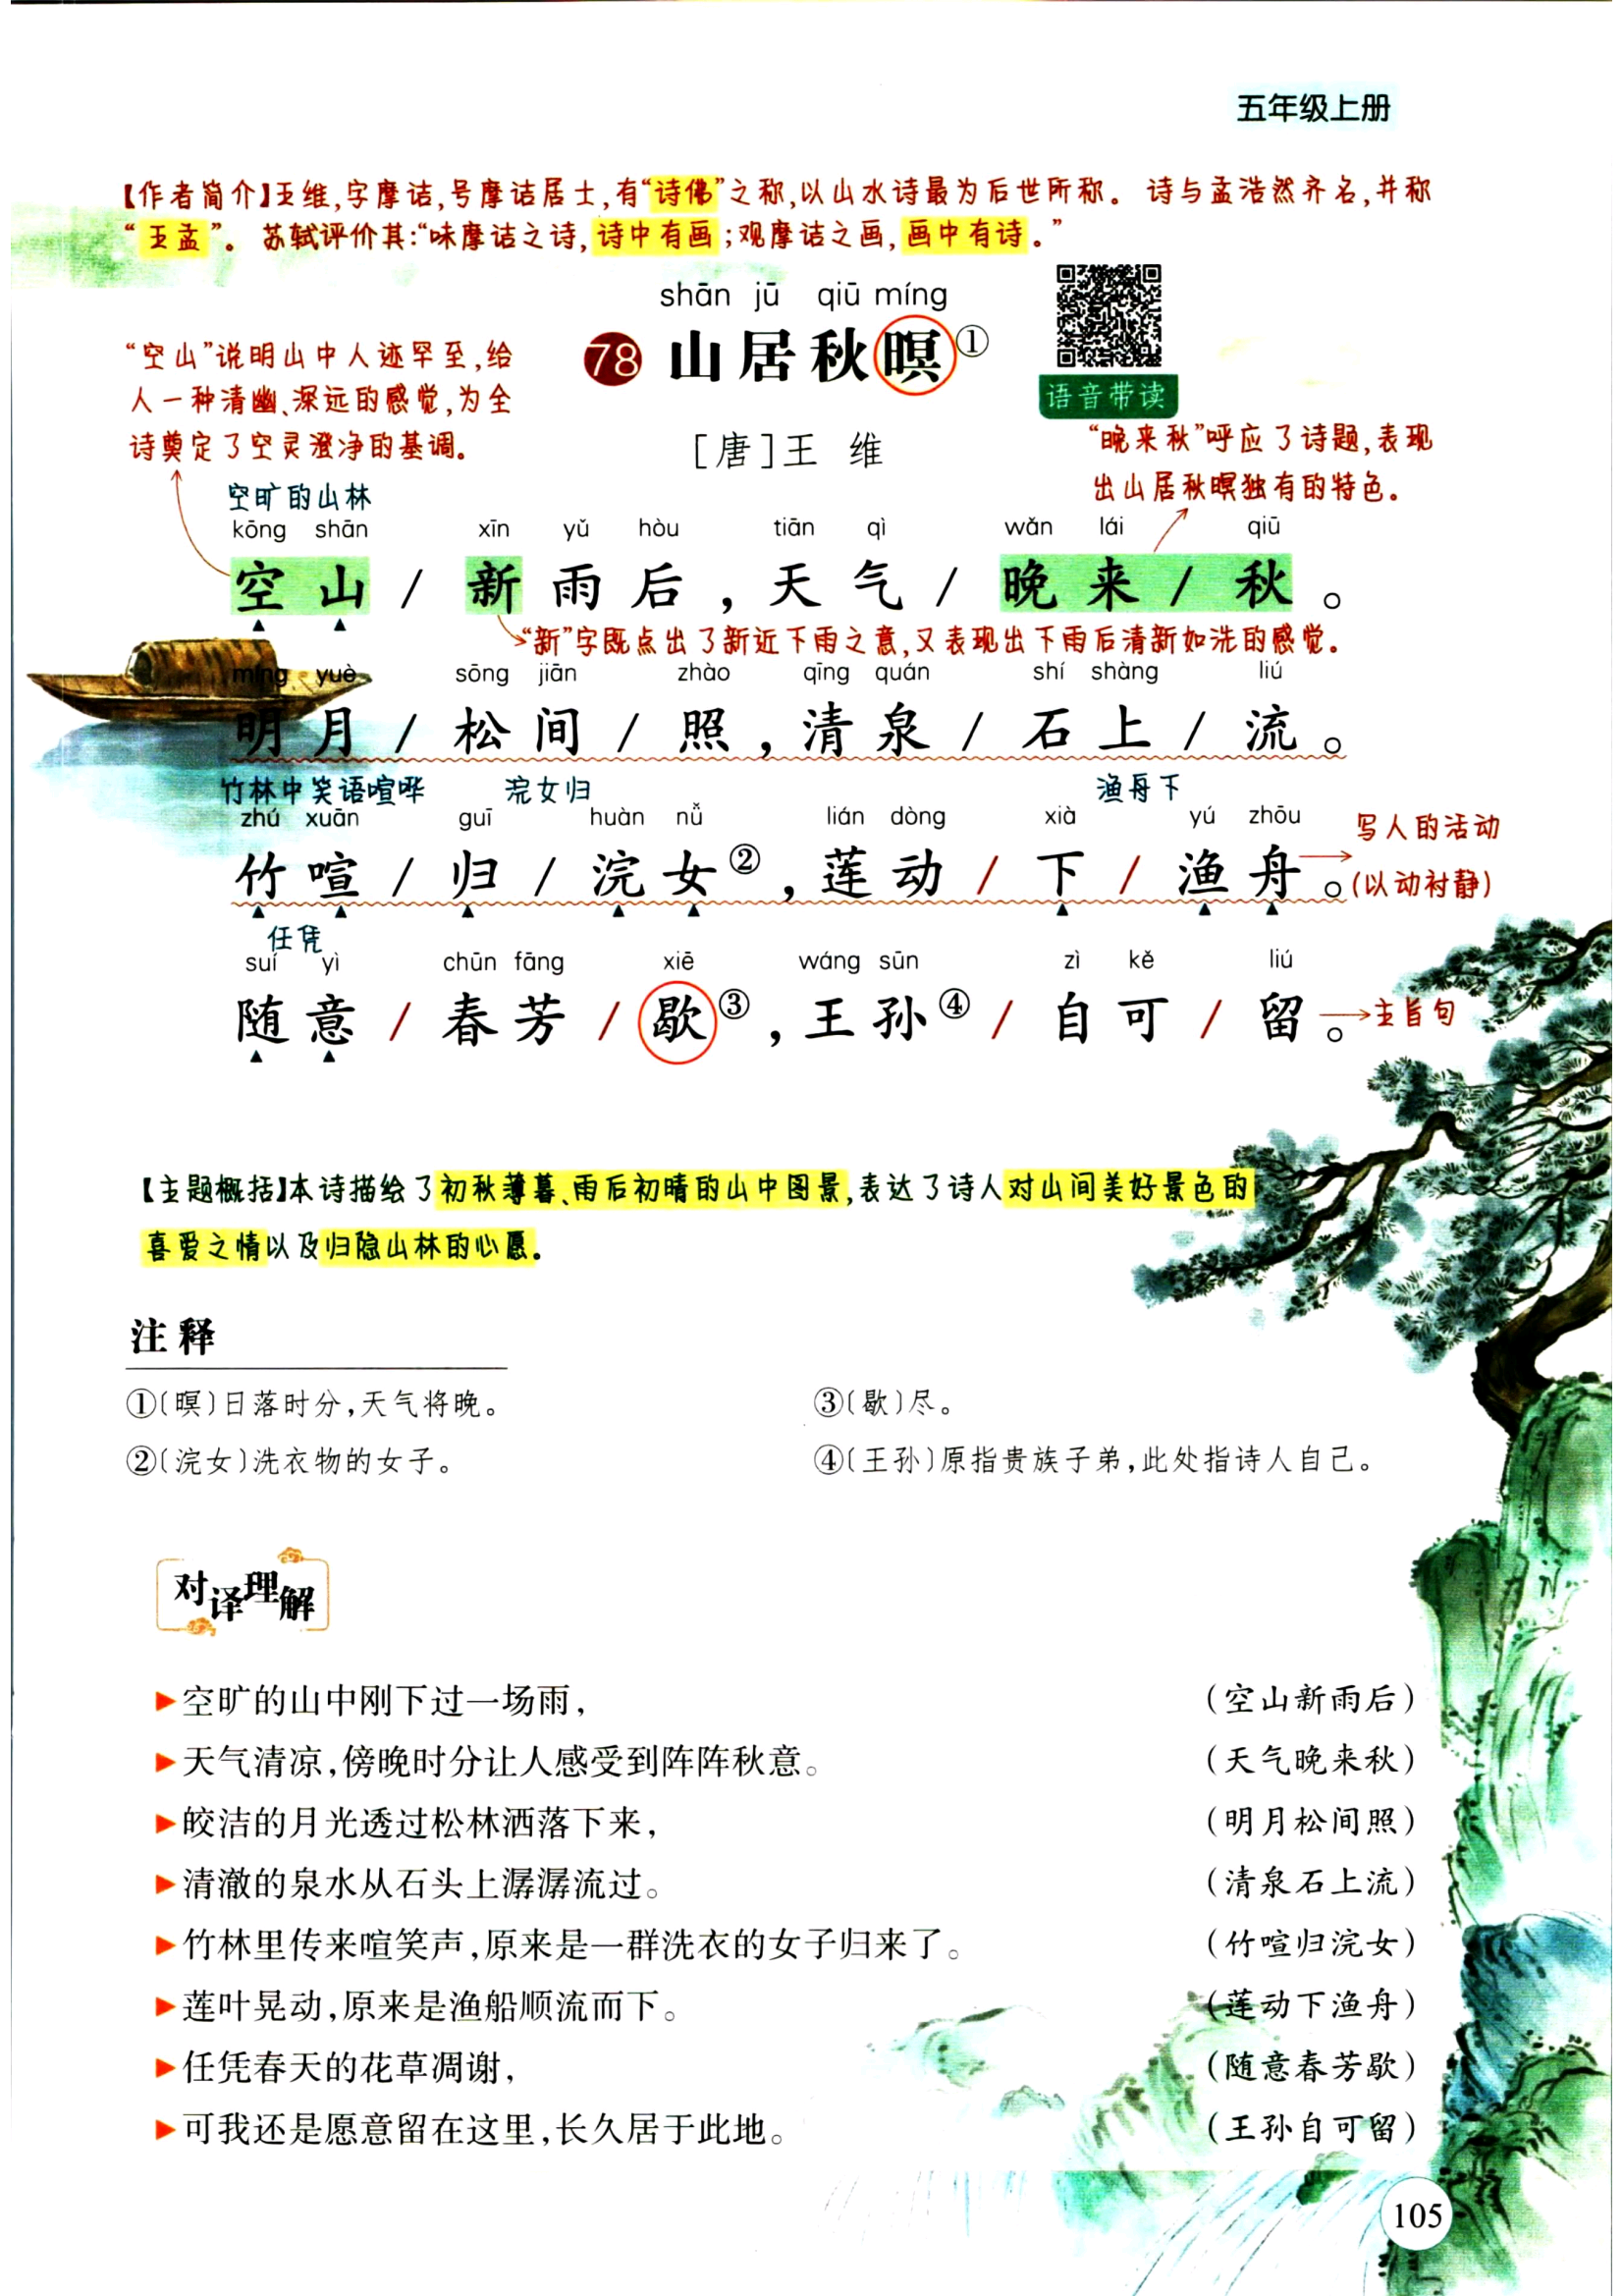 五年级上册
【作者简介】王维,字摩诘,号摩诘居士,有“诗佛”之称,以山水诗最为后世所称。 诗与孟浩然齐名,并称
“王孟”。 苏轼评价其:“味摩诘之诗,诗中有画;观摩诘之画,画中有诗。”
shān jū qiū míng
78 山居秋暝①
语音带读
[唐]王 维
“空山”说明山中人迹罕至,给
人一种清幽、深远的感觉,为全
诗奠定了空灵澄净的基调。
“晚来秋”呼应了诗题,表现
出山居秋暝独有的特色。
空旷的山林
kōng shān xīn yǔ hòu tiān qì wǎn lái qiū
空山/新雨后,天气/晚来/秋。
“新”字既点出了新近下雨之意,又表现出下雨后清新如洗的感觉。
míng yuè sōng jiān zhào qīng quán shí shàng liú
明月/松间/照,清泉/石上/流。
竹林中笑语喧哗 浣女归 渔舟下
zhú xuān guī huàn nǚ lián dòng xià yú zhōu
竹喧/归/浣女②,莲动/下/渔舟。
写人的活动
(以动衬静)
任凭
suí yì chūn fāng xiē wáng sūn zì kě liú
随意/春芳/歇③,王孙④/自可/留。
主旨句
【主题概括】本诗描绘了初秋薄暮、雨后初晴的山中图景,表达了诗人对山间美好景色的
喜爱之情以及归隐山林的心愿。
注释
①〔暝〕日落时分,天气将晚。
②〔浣女〕洗衣物的女子。
③〔歇〕尽。
④〔王孙〕原指贵族子弟,此处指诗人自己。
对译理解
空旷的山中刚下过一场雨, (空山新雨后)
天气清凉,傍晚时分让人感受到阵阵秋意。 (天气晚来秋)
皎洁的月光透过松林洒落下来, (明月松间照)
清澈的泉水从石头上潺潺流过。 (清泉石上流)
竹林里传来喧笑声,原来是一群洗衣的女子归来了。 (竹喧归浣女)
莲叶晃动,原来是渔船顺流而下。 (莲动下渔舟)
任凭春天的花草凋谢, (随意春芳歇)
可我还是愿意留在这里,长久居于此地。 (王孙自可留)
105